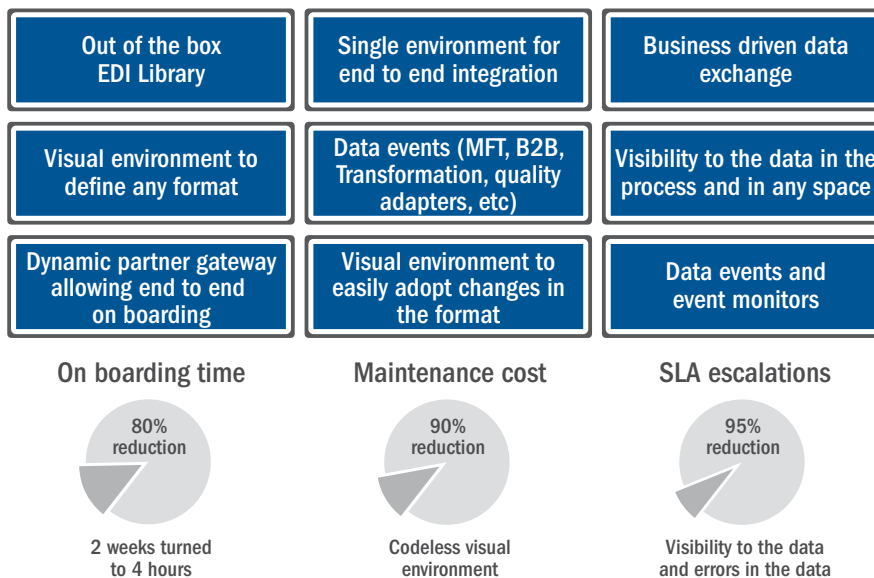 Out of the box
EDI Library
Single environment for
end to end integration
Business driven data
exchange
Visual environment to
define any format
Data events (MFT, B2B,
Transformation, quality
adapters, etc)
Visibility to the data in the
process and in any space
Dynamic partner gateway
allowing end to end
on boarding
Visual environment to
easily adopt changes in
the format
Data events and
event monitors
On boarding time
80%
reduction
2 weeks turned
to 4 hours
Maintenance cost
90%
reduction
Codeless visual
environment
SLA escalations
95%
reduction
Visibility to the data
and errors in the data